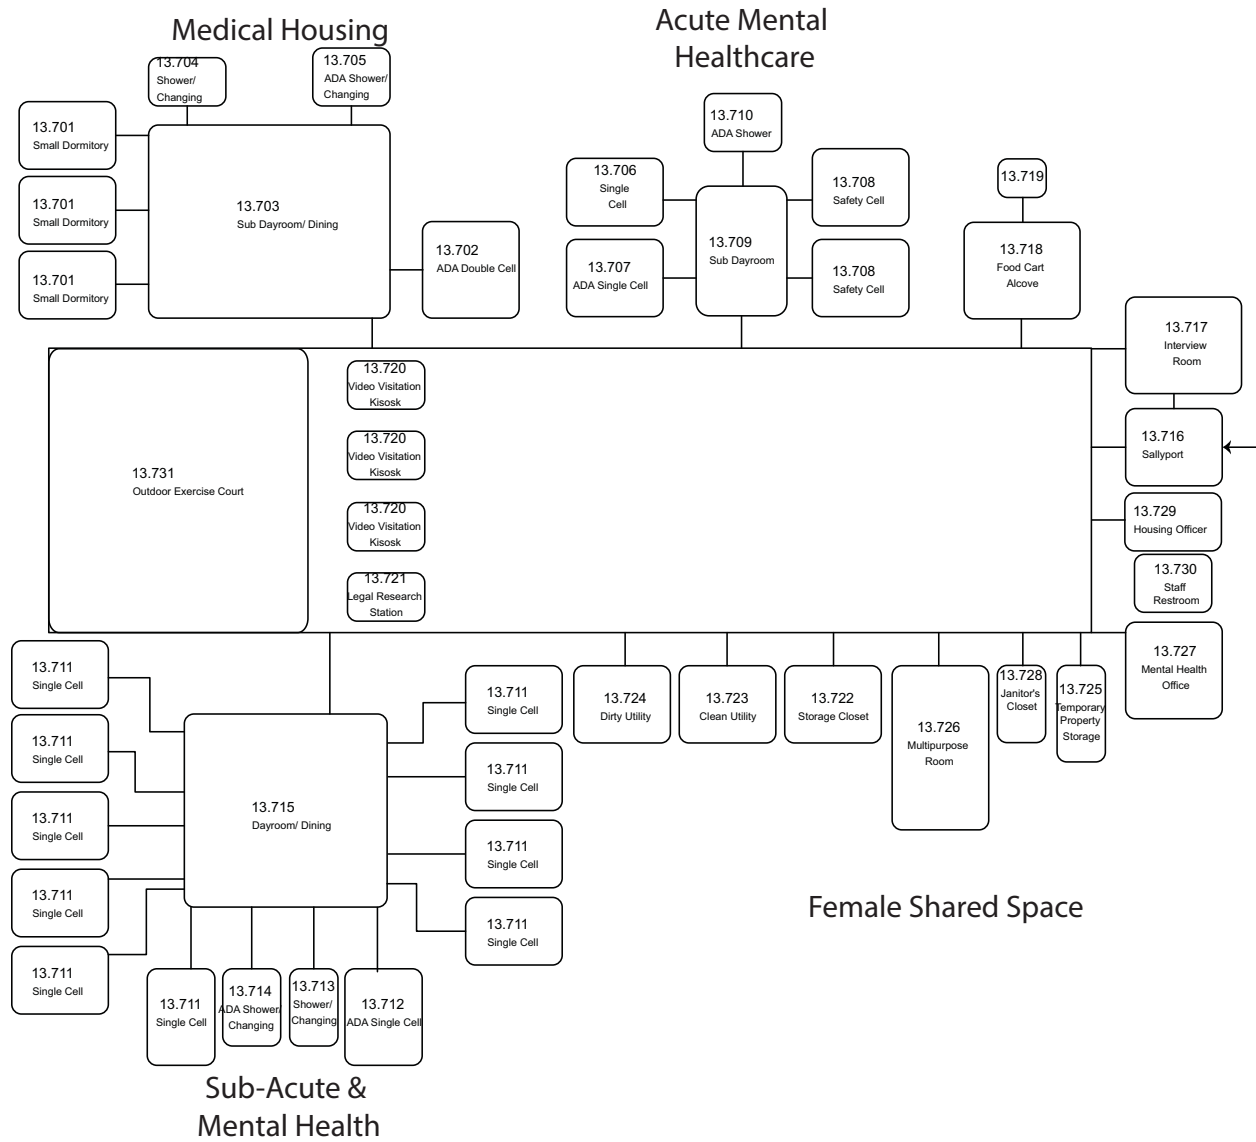 Medical Housing
Acute Mental
Healthcare
13.704
Shower/
Changing
13.705
ADA Shower/
Changing
13.701
Small Dormitory
13.701
Small Dormitory
13.701
Small Dormitory
13.703
Sub Dayroom/ Dining
13.702
ADA Double Cell
13.710
ADA Shower
13.706
Single
Cell
13.707
ADA Single Cell
13.709
Sub Dayroom
13.708
Safety Cell
13.708
Safety Cell
13.719
13.718
Food Cart
Alcove
13.717
Interview
Room
13.716
Sallyport
13.729
Housing Officer
13.730
Staff
Restroom
13.727
Mental Health
Office
13.731
Outdoor Exercise Court
13.720
Video Visitation
Kisosk
13.720
Video Visitation
Kisosk
13.720
Video Visitation
Kisosk
13.721
Legal Research
Station
13.724
Dirty Utility
13.723
Clean Utility
13.722
Storage Closet
13.726
Multipurpose
Room
13.728
Janitor's
Closet
13.725
Temporary
Property
Storage
13.711
Single Cell
13.711
Single Cell
13.711
Single Cell
13.711
Single Cell
13.711
Single Cell
13.715
Dayroom/ Dining
13.711
Single Cell
13.711
Single Cell
13.711
Single Cell
13.711
Single Cell
13.711
Single Cell
13.714
ADA Shower/
Changing
13.713
Shower/
Changing
13.712
ADA Single Cell
Female Shared Space
Sub-Acute &
Mental Health